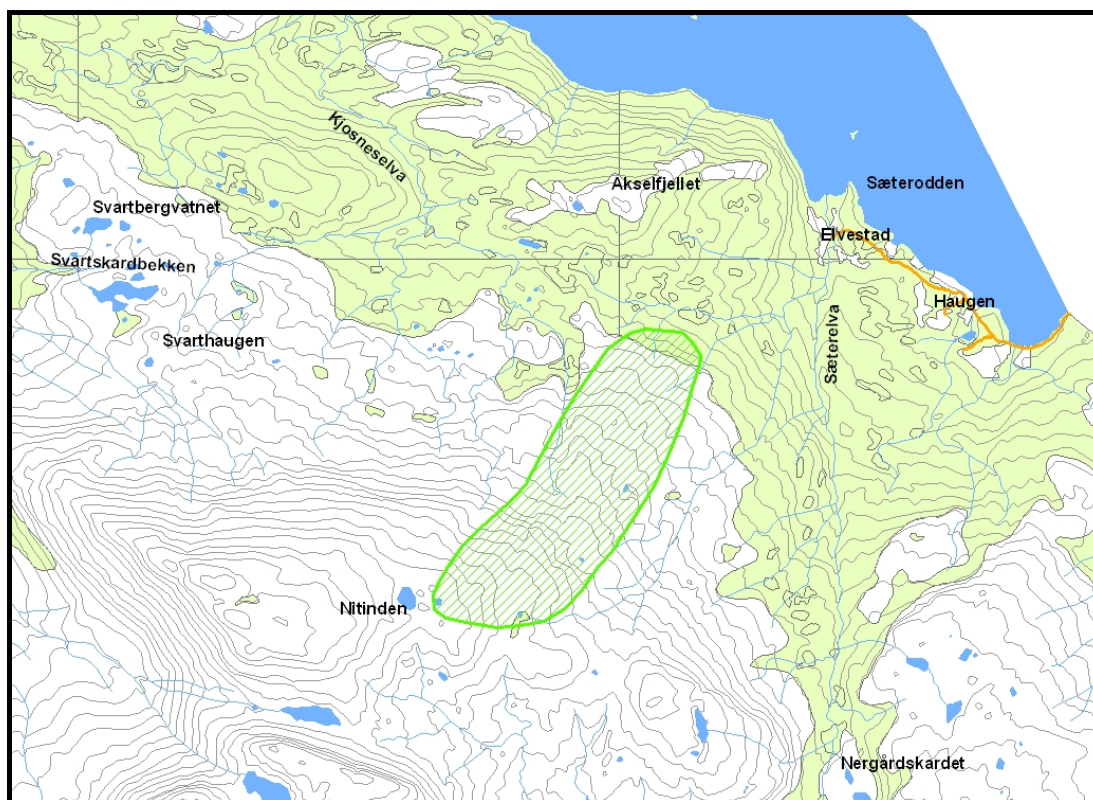 Kjosneselva
Akselfjellet
Sæterodden
Svartbergvatnet
Elvestad
Svartskardbekken
Haugen
Svarthaugen
Sæterelva
Nitinden
Nergårdskardet